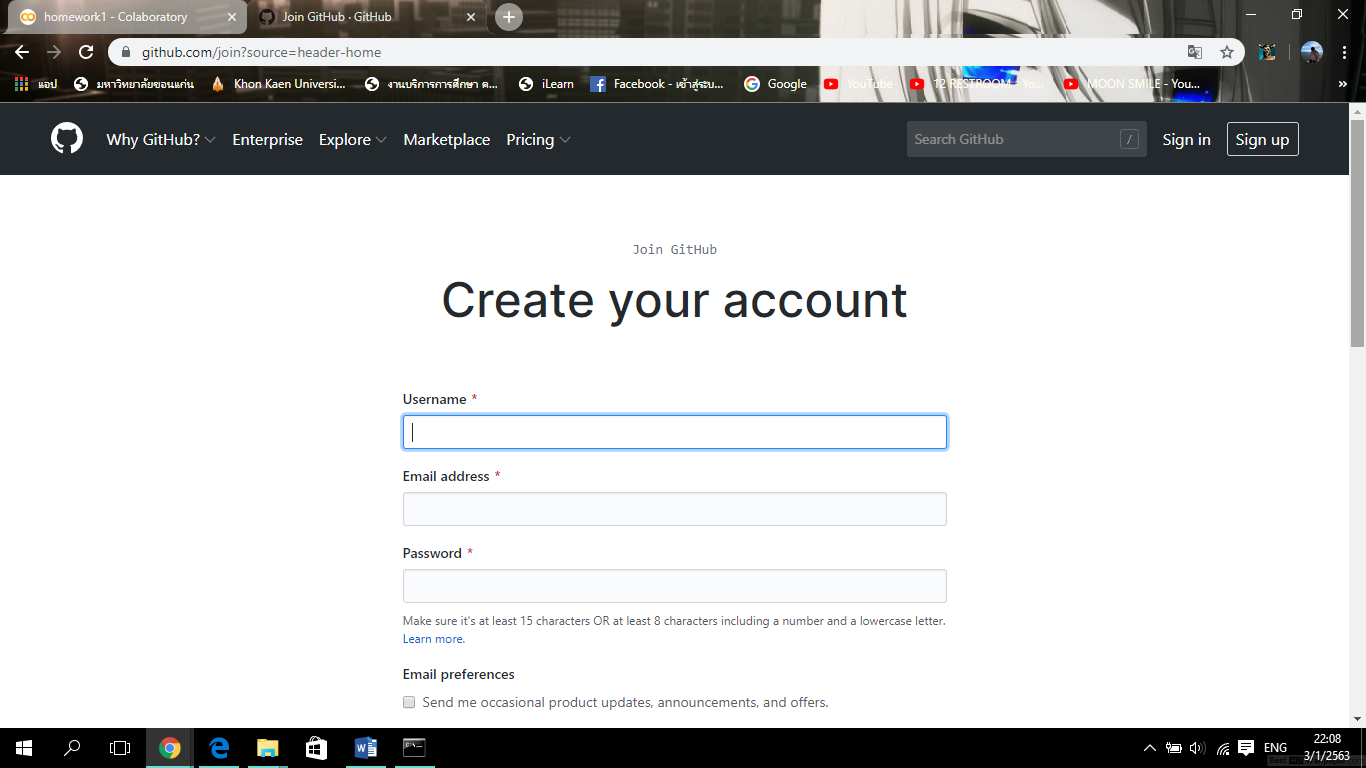 homework1 - Colaboratory
Join GitHub · GitHub
github.com/join?source=header-home
แอป
มหาวิทยาลัยขอนแก่น
Khon Kaen Universi...
งานบริการการศึกษา ค...
iLearn
Facebook - เข้าสู่ระบ...
Google
YouTube
12 RESTROOM - Yo...
MOON SMILE - You...
»
Why GitHub?
Enterprise
Explore
Marketplace
Pricing
Search GitHub
/
Sign in
Sign up
Join GitHub
Create your account
Username *
Email address *
Password *
Make sure it's at least 15 characters OR at least 8 characters including a number and a lowercase letter.
Learn more.
Email preferences
Send me occasional product updates, announcements, and offers.
ENG
22:08
3/1/2563